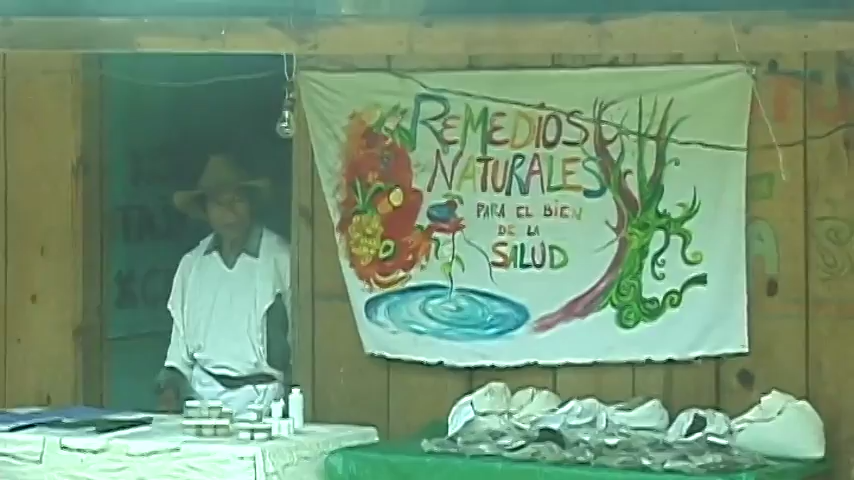 REMEDIOS
NATURALES
PARA EL BIEN
DE LA
SALUD